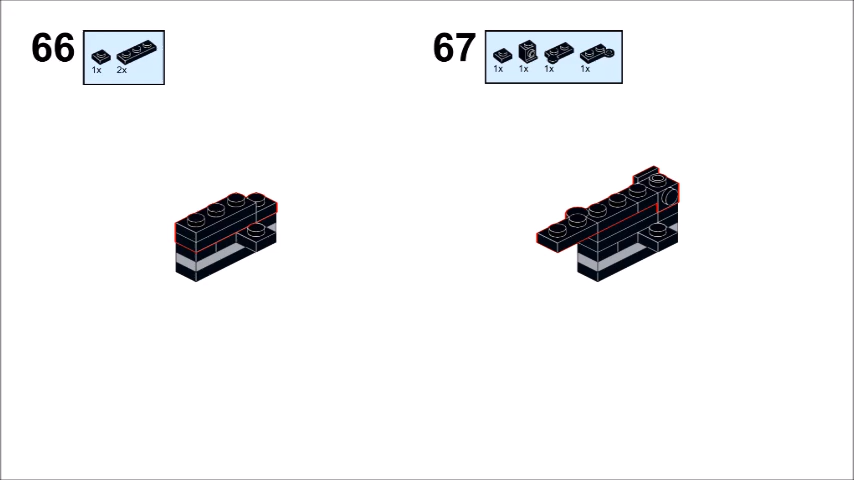 66
1x 2x
67
1x 1x 1x 1x